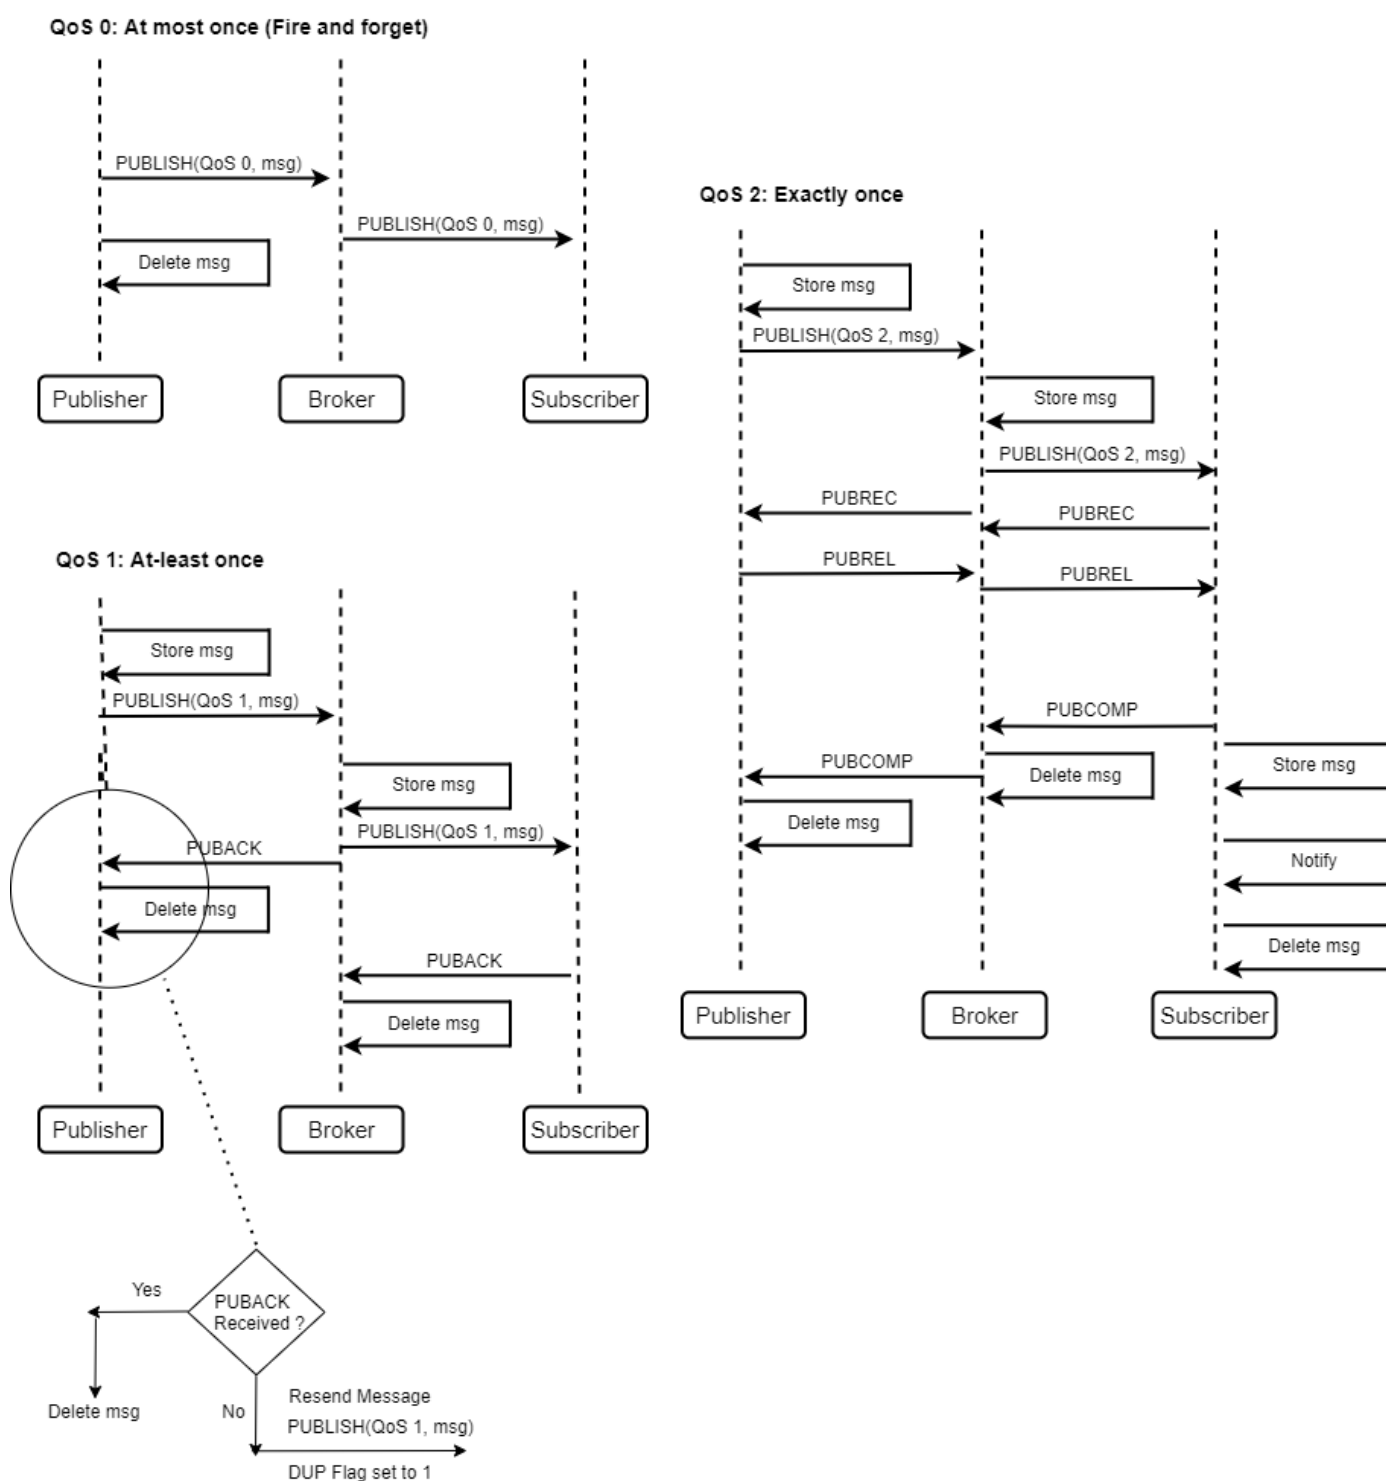 QoS 0: At most once (Fire and forget)
PUBLISH(QoS 0, msg)
PUBLISH(QoS 0, msg)
Delete msg
Publisher
Broker
Subscriber
QoS 1: At-least once
Store msg
PUBLISH(QoS 1, msg)
Store msg
PUBLISH(QoS 1, msg)
PUBACK
Delete msg
PUBACK
Delete msg
Publisher
Broker
Subscriber
Yes
PUBACK
Received ?
Delete msg
No
Resend Message
PUBLISH(QoS 1, msg)
DUP Flag set to 1
QoS 2: Exactly once
Store msg
PUBLISH(QoS 2, msg)
Store msg
PUBLISH(QoS 2, msg)
PUBREC
PUBREC
PUBREL
PUBREL
PUBCOMP
PUBCOMP
Delete msg
Store msg
Delete msg
Notify
Delete msg
Publisher
Broker
Subscriber